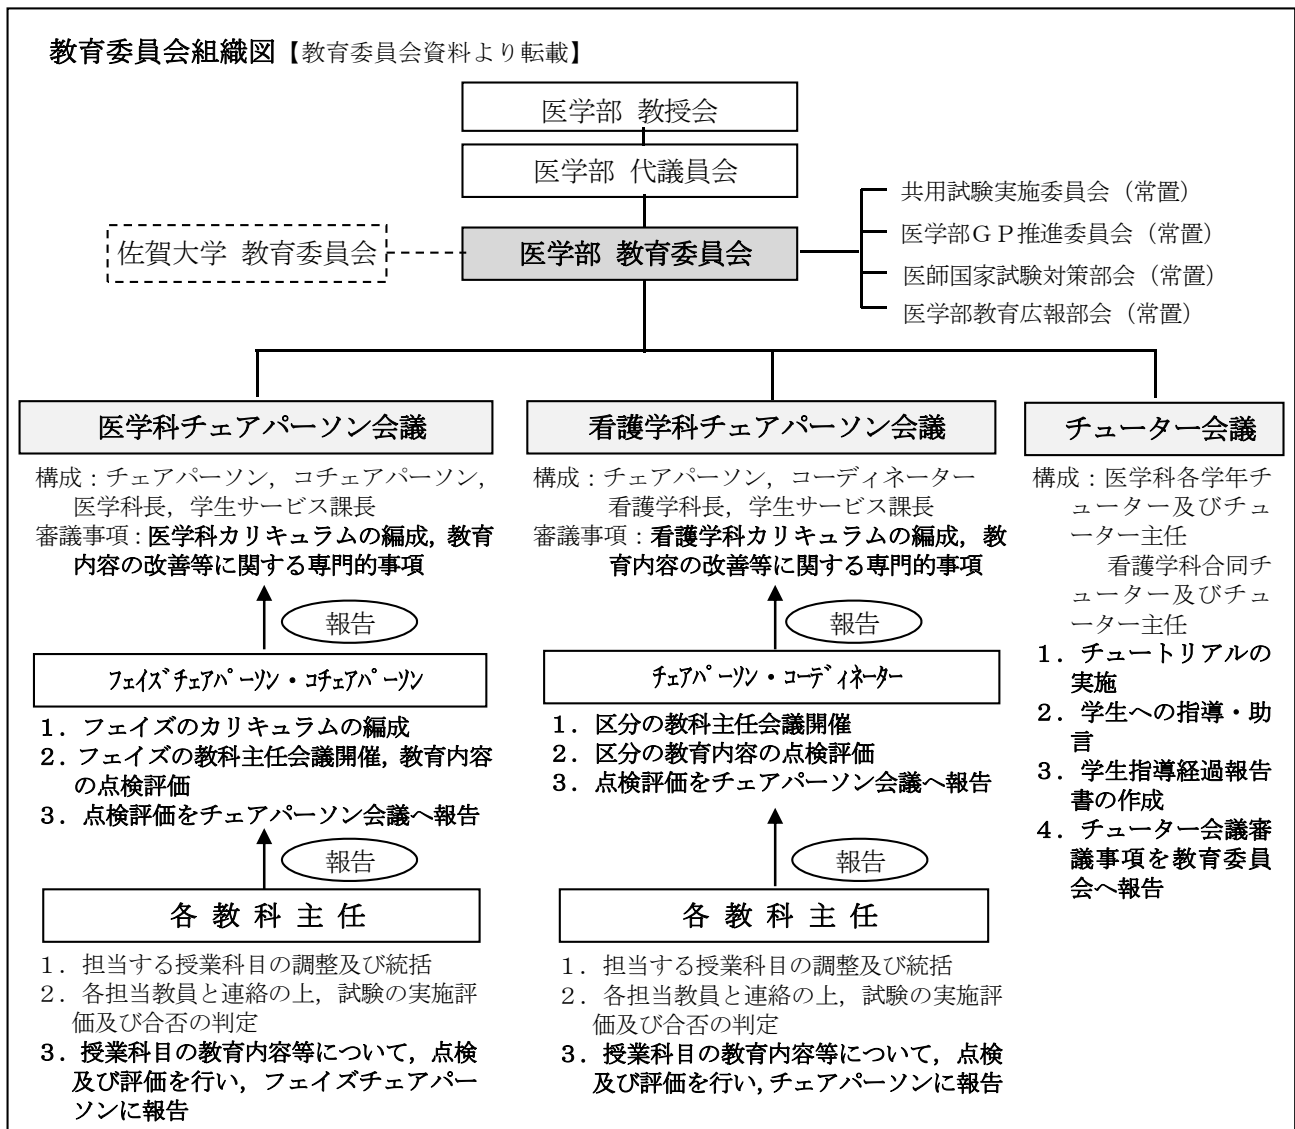 教育委員会組織図【教育委員会資料より転載】
医学部 教授会
医学部 代議員会
佐賀大学 教育委員会
医学部 教育委員会
共用試験実施委員会（常置）
医学部ＧＰ推進委員会（常置）
医師国家試験対策部会（常置）
医学部教育広報部会（常置）
医学科チェアパーソン会議
構成：チェアパーソン，コチェアパーソン，
医学科長，学生サービス課長
審議事項：医学科カリキュラムの編成，教育
内容の改善等に関する専門的事項
報告
フェイズチェアパーソン・コチェアパーソン
１．フェイズのカリキュラムの編成
２．フェイズの教科主任会議開催，教育内容
の点検評価
３．点検評価をチェアパーソン会議へ報告
報告
各 教 科 主 任
１．担当する授業科目の調整及び統括
２．各担当教員と連絡の上，試験の実施評
価及び合否の判定
３．授業科目の教育内容等について，点検
及び評価を行い，フェイズチェアパー
ソンに報告
看護学科チェアパーソン会議
構成：チェアパーソン，コーディネーター
看護学科長，学生サービス課長
審議事項：看護学科カリキュラムの編成，教
育内容の改善等に関する専門的事項
報告
チェアパーソン・コーディネーター
１．区分の教科主任会議開催
２．区分の教育内容の点検評価
３．点検評価をチェアパーソン会議へ報告
報告
各 教 科 主 任
１．担当する授業科目の調整及び統括
２．各担当教員と連絡の上，試験の実施評
価及び合否の判定
３．授業科目の教育内容等について，点検
及び評価を行い，チェアパーソンに報告
チューター会議
構成：医学科各学年チ
ューター及びチュ
ーター主任
看護学科合同チ
ューター及びチュ
ーター主任
１．チュートリアルの
実施
２．学生への指導・助
言
３．学生指導経過報告
書の作成
４．チューター会議審
議事項を教育委員
会へ報告